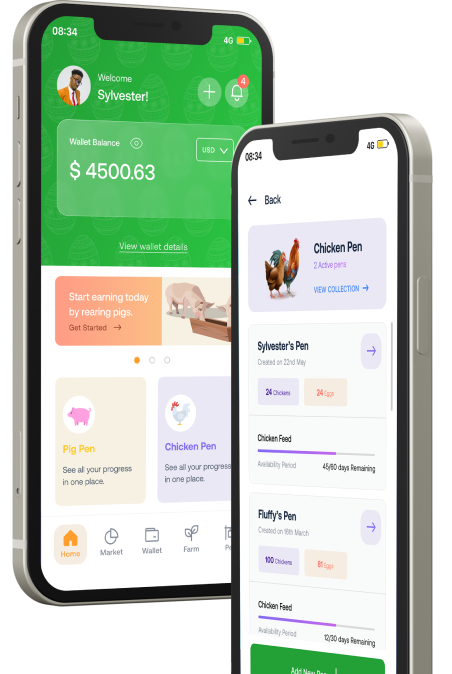 08:34
4G
Welcome
Sylvester!
4
Wallet Balance
$ 4500.63
USD
View wallet details
Start earning today
by rearing pigs.
Get Started
Pig Pen
See all your progress
in one place.
Chicken Pen
See all your progress
in one place.
Home
Market
Wallet
Farm
08:34
4G
Back
Chicken Pen
2 Active pens
VIEW COLLECTION
Sylvester's Pen
Created on 22nd May
24 Chickens
24 Eggs
Chicken Feed
Availability Period
45/60 days Remaining
Fluffy's Pen
Created on 16th March
100 Chickens
81 Eggs
Chicken Feed
Availability Period
12/30 days Remaining
Add New